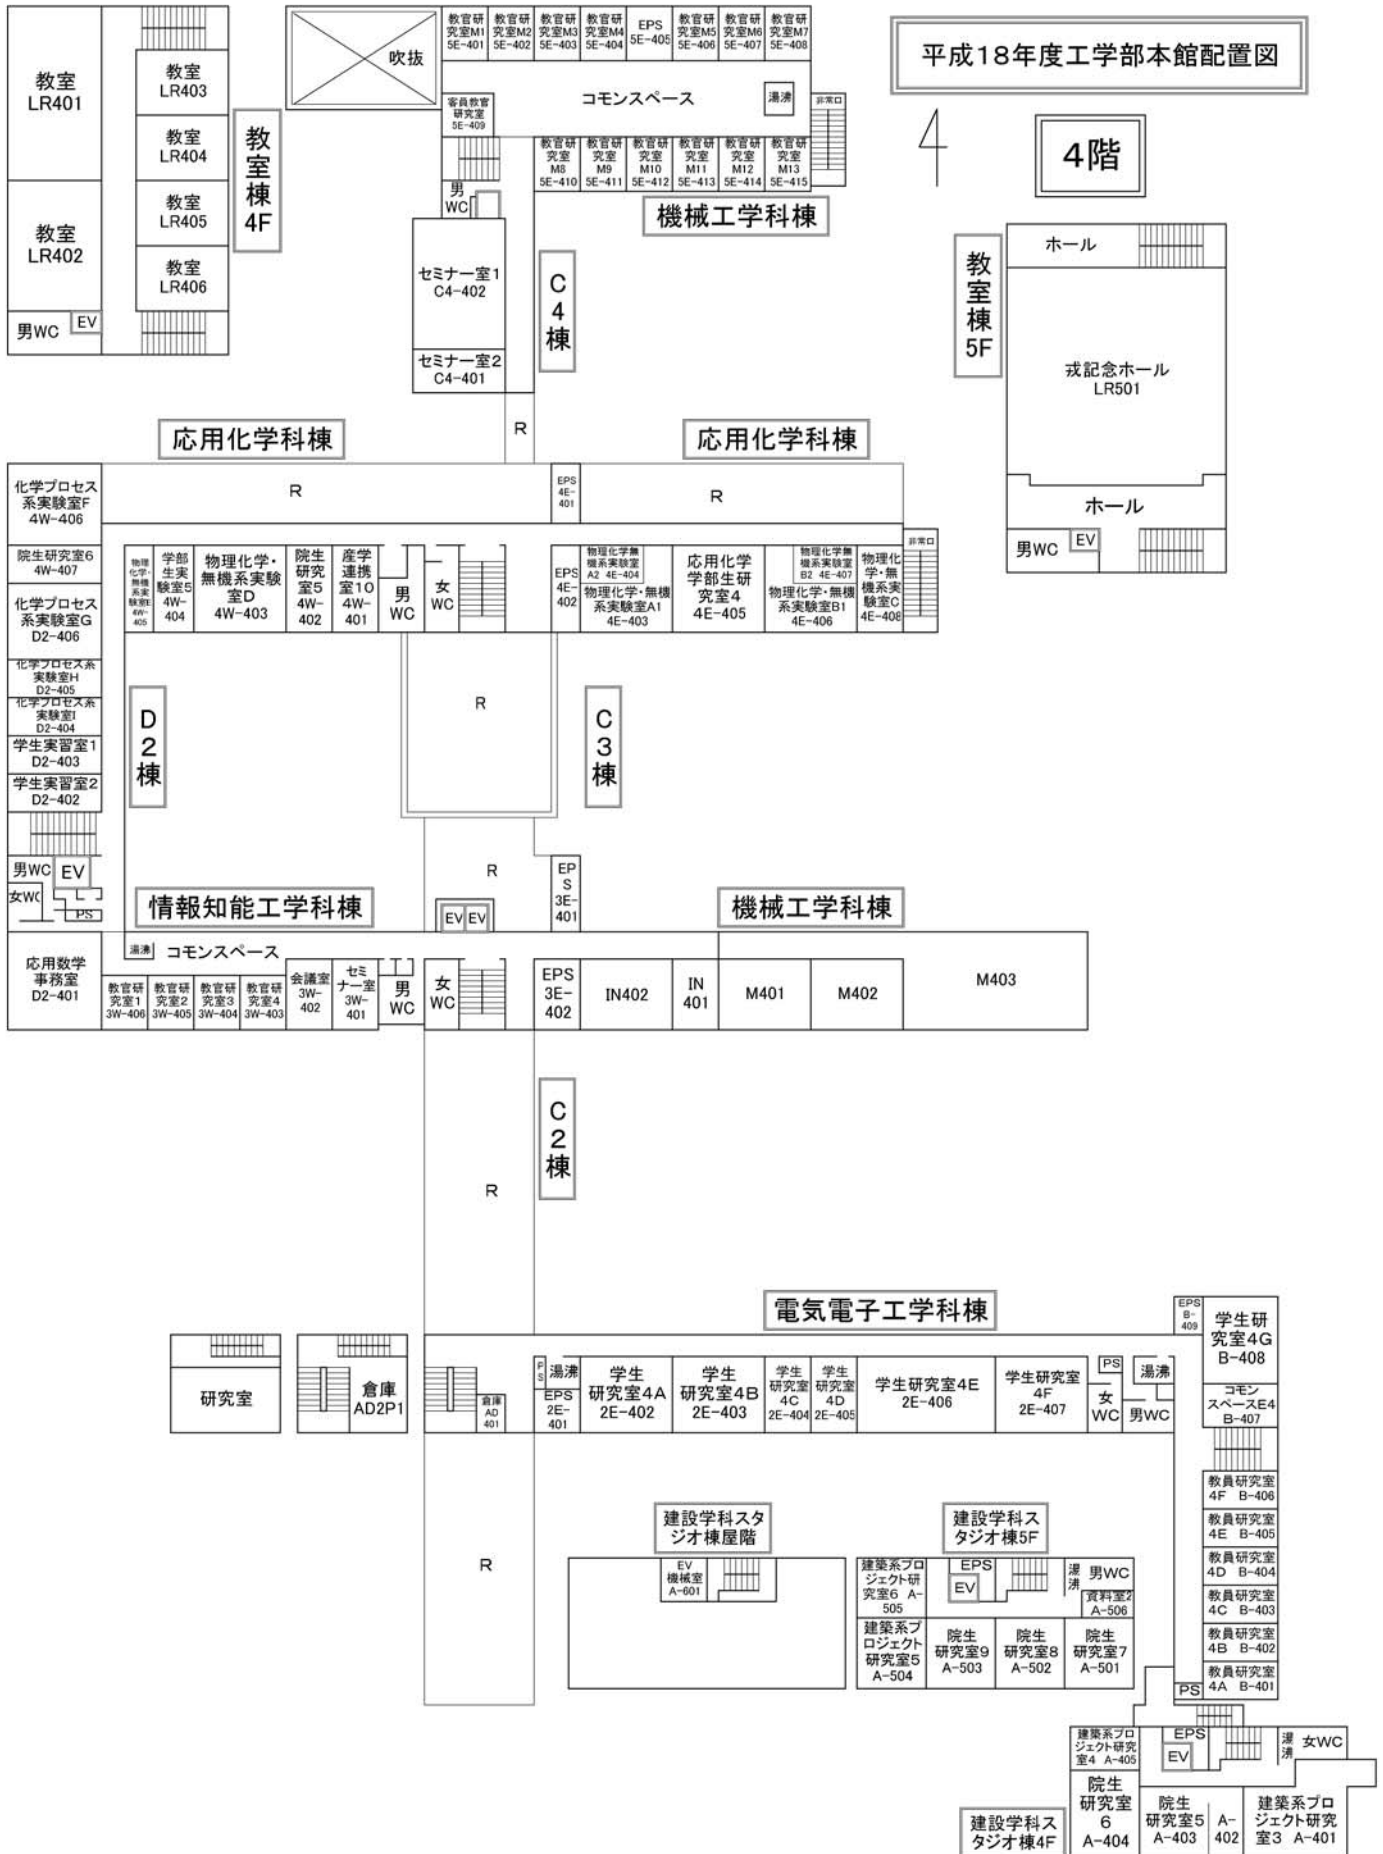 平成18年度工学部本館配置図
4階
教室
LR401
教室
LR402
男WC
EV
教室
LR403
教室
LR404
教室
LR405
教室
LR406
教室棟4F
吹抜
教官研
究室M1
5E-401
教官研
究室M2
5E-402
教官研
究室M3
5E-403
教官研
究室M4
5E-404
EPS
5E-405
教官研
究室M5
5E-406
教官研
究室M6
5E-407
教官研
究室M7
5E-408
コモンスペース
湯沸
非常口
客員教官
研究室
5E-409
教官研
究室
M8
5E-410
教官研
究室
M9
5E-411
教官研
究室
M10
5E-412
教官研
究室
M11
5E-413
教官研
究室
M12
5E-414
教官研
究室
M13
5E-415
機械工学科棟
男
WC
セミナー室1
C4-402
セミナー室2
C4-401
C4棟
R
教室棟5F
ホール
戎記念ホール
LR501
ホール
男WC
EV
応用化学科棟
応用化学科棟
化学プロセス
系実験室F
4W-406
R
EPS
4E-
401
R
院生研究室6
4W-407
化学プロセス
系実験室G
D2-406
化学プロセス系
実験室H
D2-405
化学プロセス系
実験室I
D2-404
学生実習室1
D2-403
学生実習室2
D2-402
男WC
EV
女WC
PS
応用数学
事務室
D2-401
物理
化学・
無機系実
験室E
4W-
405
学部
生実
験室5
4W-
404
物理化学・
無機系実験
室D
4W-403
院生
研究
室5
4W-
402
産学
連携
室10
4W-
401
男
WC
女
WC
EPS
4E-
402
物理化学無
機系実験室
A2 4E-404
物理化学・無機
系実験室A1
4E-403
応用化学
学部生研
究室4
4E-405
物理化学無
機系実験室
B2 4E-407
物理化学・無機
系実験室B1
4E-406
物理化
学・無
機系実
験室C
4E-408
非常口
D2棟
R
C3棟
R
EP
S
3E-
401
情報知能工学科棟
EV
EV
機械工学科棟
湯沸
コモンスペース
教官研
究室1
3W-406
教官研
究室2
3W-405
教官研
究室3
3W-404
教官研
究室4
3W-403
会議室
3W-
402
セミ
ナー室
3W-
401
男
WC
女
WC
EPS
3E-
402
IN402
IN
401
M401
M402
M403
C2棟
R
電気電子工学科棟
研究室
倉庫
AD2P1
倉庫
AD
401
P
S
湯沸
EPS
2E-
401
学生
研究室4A
2E-402
学生
研究室4B
2E-403
学生
研究室
4C
2E-404
学生
研究室
4D
2E-405
学生研究室4E
2E-406
学生研究室
4F
2E-407
PS
女
WC
湯沸
男WC
EPS
B-
409
学生研
究室4G
B-408
コモン
スペースE4
B-407
教員研究室
4F B-406
教員研究室
4E B-405
教員研究室
4D B-404
教員研究室
4C B-403
教員研究室
4B B-402
教員研究室
4A B-401
PS
R
建設学科スタ
ジオ棟屋階
EV
機械室
A-601
建設学科ス
タジオ棟5F
建築系プロ
ジェクト研
究室6 A-
505
EPS
EV
湯
沸
男WC
資料室2
A-506
建築系プ
ロジェクト
研究室5
A-504
院生
研究室9
A-503
院生
研究室8
A-502
院生
研究室7
A-501
建設学科ス
タジオ棟4F
建築系プロ
ジェクト研究
室4 A-405
EPS
EV
湯
沸
女WC
院生
研究室
6
A-404
院生
研究室5
A-403
A-
402
建築系プロ
ジェクト研究
室3 A-401